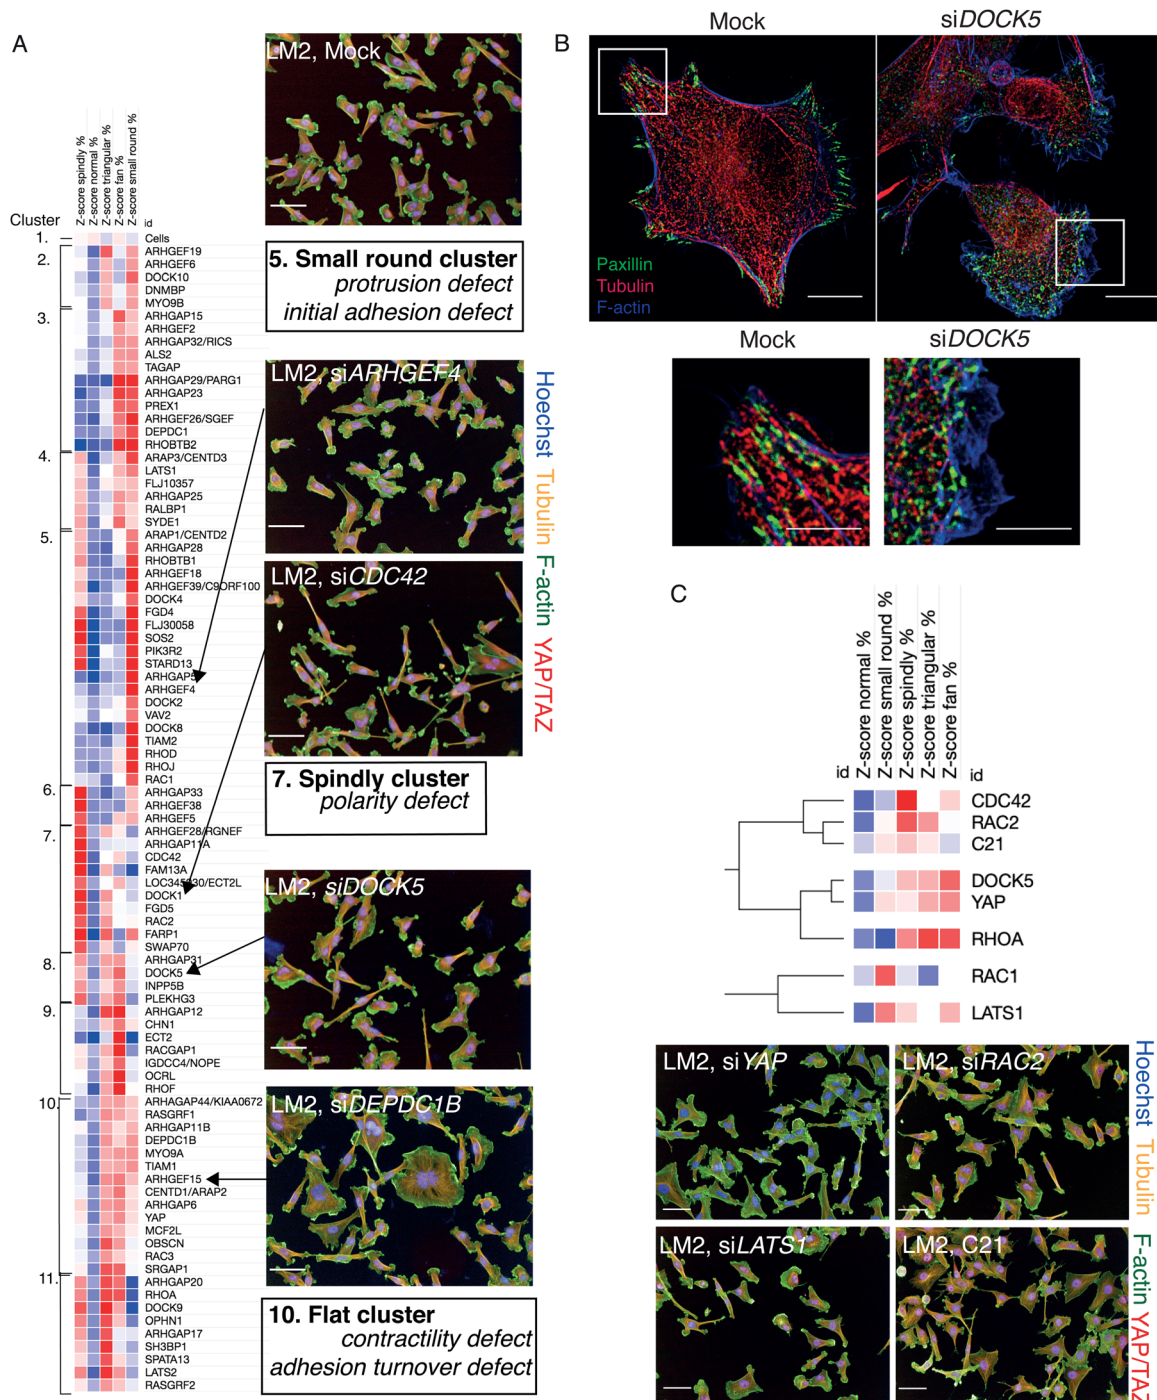 A
Z-score spindly %
Z-score normal %
Z-score triangular %
Z-score fan %
Z-score small round %
Cluster
id
1.
Cells
2.
ARHGEF19
ARHGEF6
DOCK10
DNMBP
MYO9B
3.
ARHGAP15
ARHGEF2
ARHGAP32/RICS
ALS2
TAGAP
ARHGAP29/PARG1
ARHGAP23
PREX1
ARHGEF26/SGEF
DEPDC1
RHOBTB2
4.
ARAP3/CENTD3
LATS1
FLJ10357
ARHGAP25
RALBP1
SYDE1
5.
ARAP1/CENTD2
ARHGAP28
RHOBTB1
ARHGEF18
ARHGEF39/C9ORF100
DOCK4
FGD4
FLJ30058
SOS2
PIK3R2
STARD13
ARHGAP5
ARHGEF4
DOCK2
VAV2
DOCK8
TIAM2
RHOD
RHOJ
RAC1
6.
ARHGAP33
ARHGEF38
ARHGEF5
7.
ARHGEF28/RGNEF
ARHGAP11A
CDC42
FAM13A
LOC345930/ECT2L
DOCK1
FGD5
RAC2
FARP1
SWAP70
8.
ARHGAP31
DOCK5
INPP5B
PLEKHG3
9.
ARHGAP12
CHN1
ECT2
RACGAP1
IGDCC4/NOPE
OCRL
RHOF
10.
ARHAGAP44/KIAA0672
RASGRF1
ARHGAP11B
DEPDC1B
MYO9A
TIAM1
ARHGEF15
CENTD1/ARAP2
ARHGAP6
YAP
MCF2L
OBSCN
RAC3
SRGAP1
11.
ARHGAP20
RHOA
DOCK9
OPHN1
ARHGAP17
SH3BP1
SPATA13
LATS2
RASGRF2
LM2, Mock
5. Small round cluster
protrusion defect
initial adhesion defect
LM2, siARHGEF4
LM2, siCDC42
Hoechst Tubulin F-actin YAP/TAZ
7. Spindly cluster
polarity defect
LM2, siDOCK5
LM2, siDEPDC1B
10. Flat cluster
contractility defect
adhesion turnover defect
B
Mock
siDOCK5
Paxillin
Tubulin
F-actin
Mock
siDOCK5
C
Z-score normal %
Z-score small round %
Z-score spindly %
Z-score triangular %
Z-score fan %
id
id
CDC42
RAC2
C21
DOCK5
YAP
RHOA
RAC1
LATS1
LM2, siYAP
LM2, siRAC2
LM2, siLATS1
LM2, C21
Hoechst Tubulin F-actin YAP/TAZ